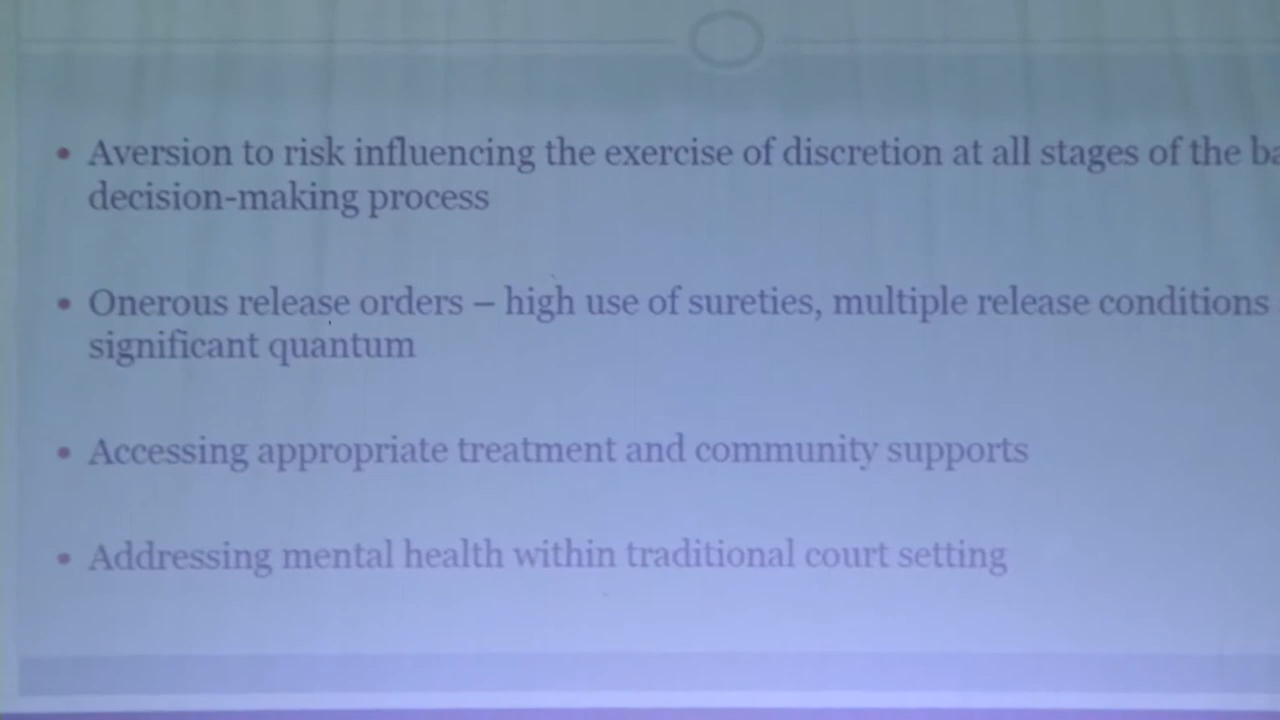 • Aversion to risk influencing the exercise of discretion at all stages of the
decision-making process
• Onerous release orders – high use of sureties, multiple release conditions
significant quantum
• Accessing appropriate treatment and community supports
• Addressing mental health within traditional court setting